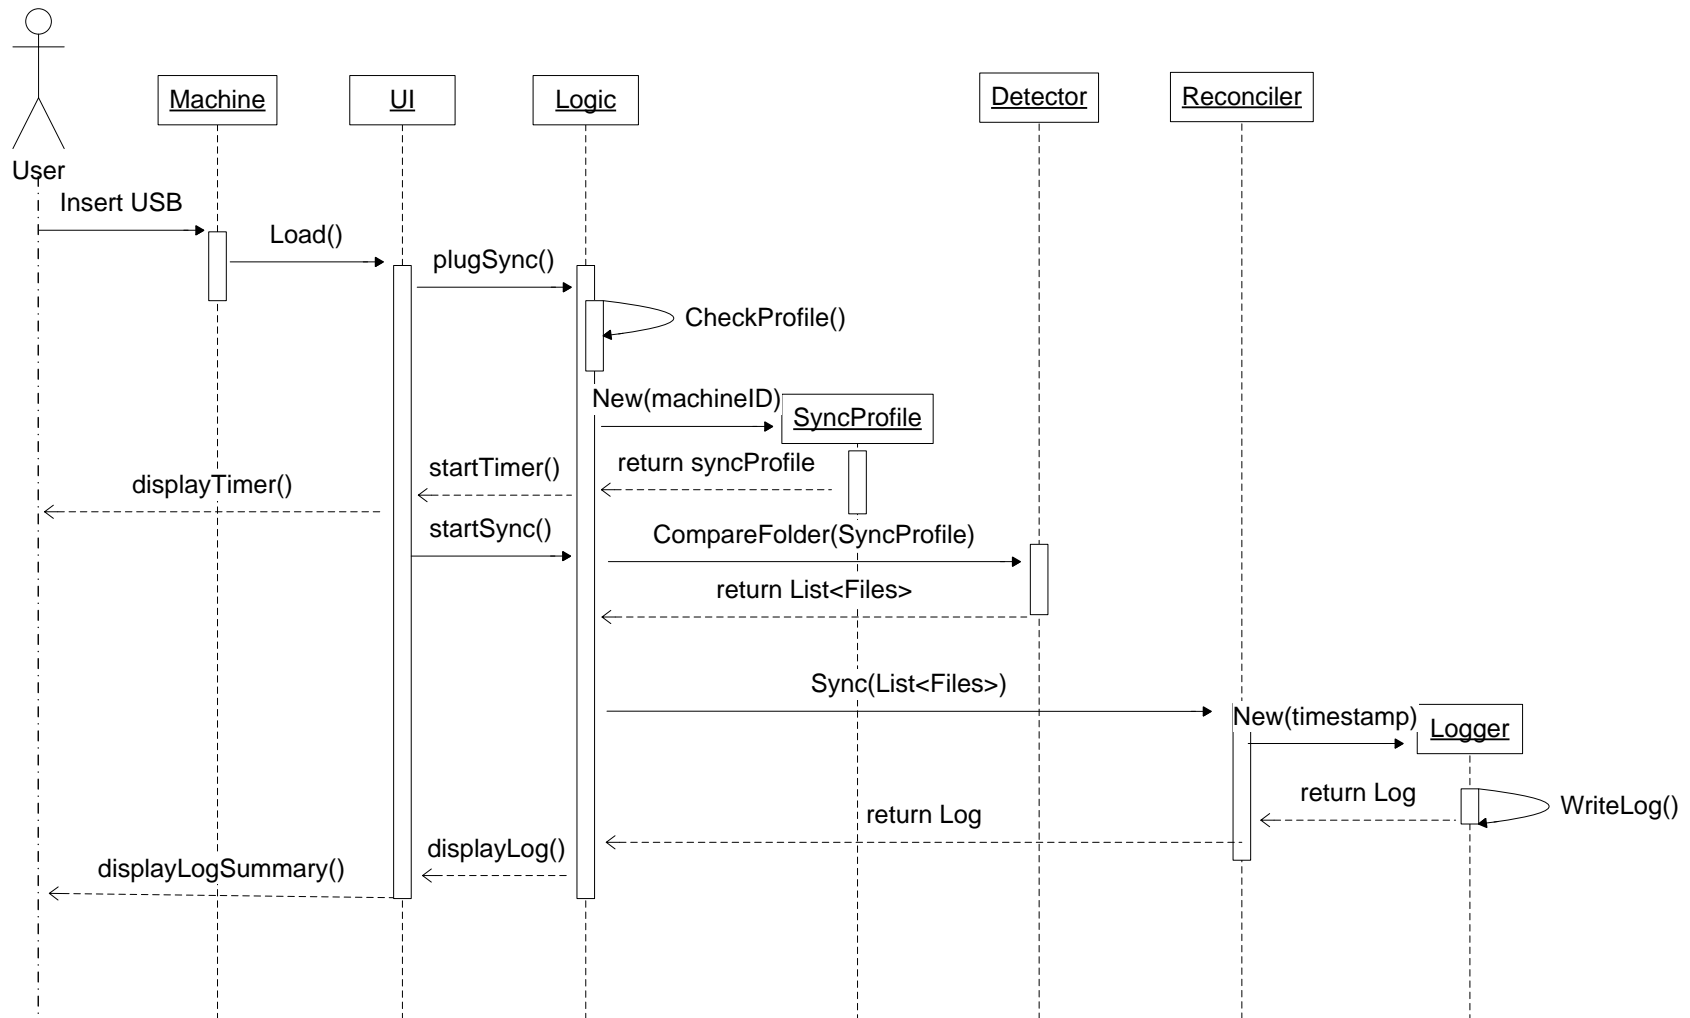 User
Machine
UI
Logic
Detector
Reconciler
Insert USB
Load()
plugSync()
CheckProfile()
New(machineID)
SyncProfile
return syncProfile
startTimer()
displayTimer()
startSync()
CompareFolder(SyncProfile)
return List<Files>
Sync(List<Files>)
New(timestamp)
Logger
return Log
WriteLog()
return Log
displayLog()
displayLogSummary()